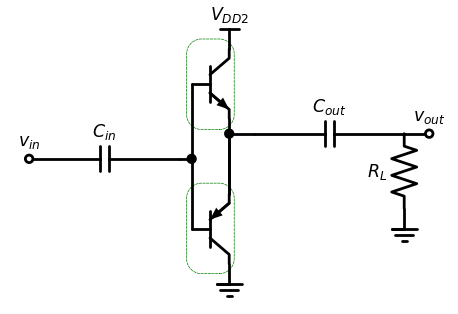 V_{DD2}
C_{out}
v_{out}
C_{in}
v_{in}
R_L